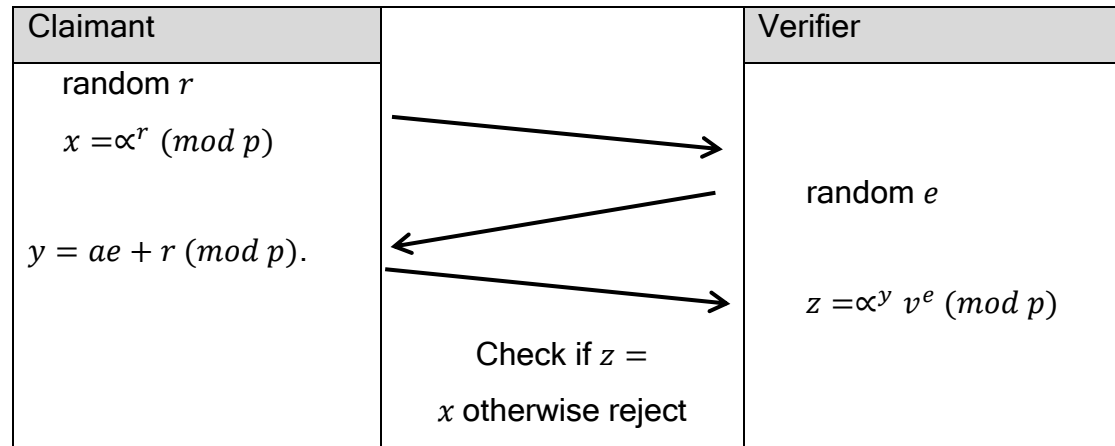 Claimant
Verifier
random 𝑟
𝑥 =∝^𝑟 (𝑚𝑜𝑑 𝑝)
random 𝑒
𝑦 = 𝑎𝑒 + 𝑟 (𝑚𝑜𝑑 𝑝).
𝑧 =∝^𝑦 𝑣^𝑒 (𝑚𝑜𝑑 𝑝)
Check if 𝑧 =
𝑥 otherwise reject